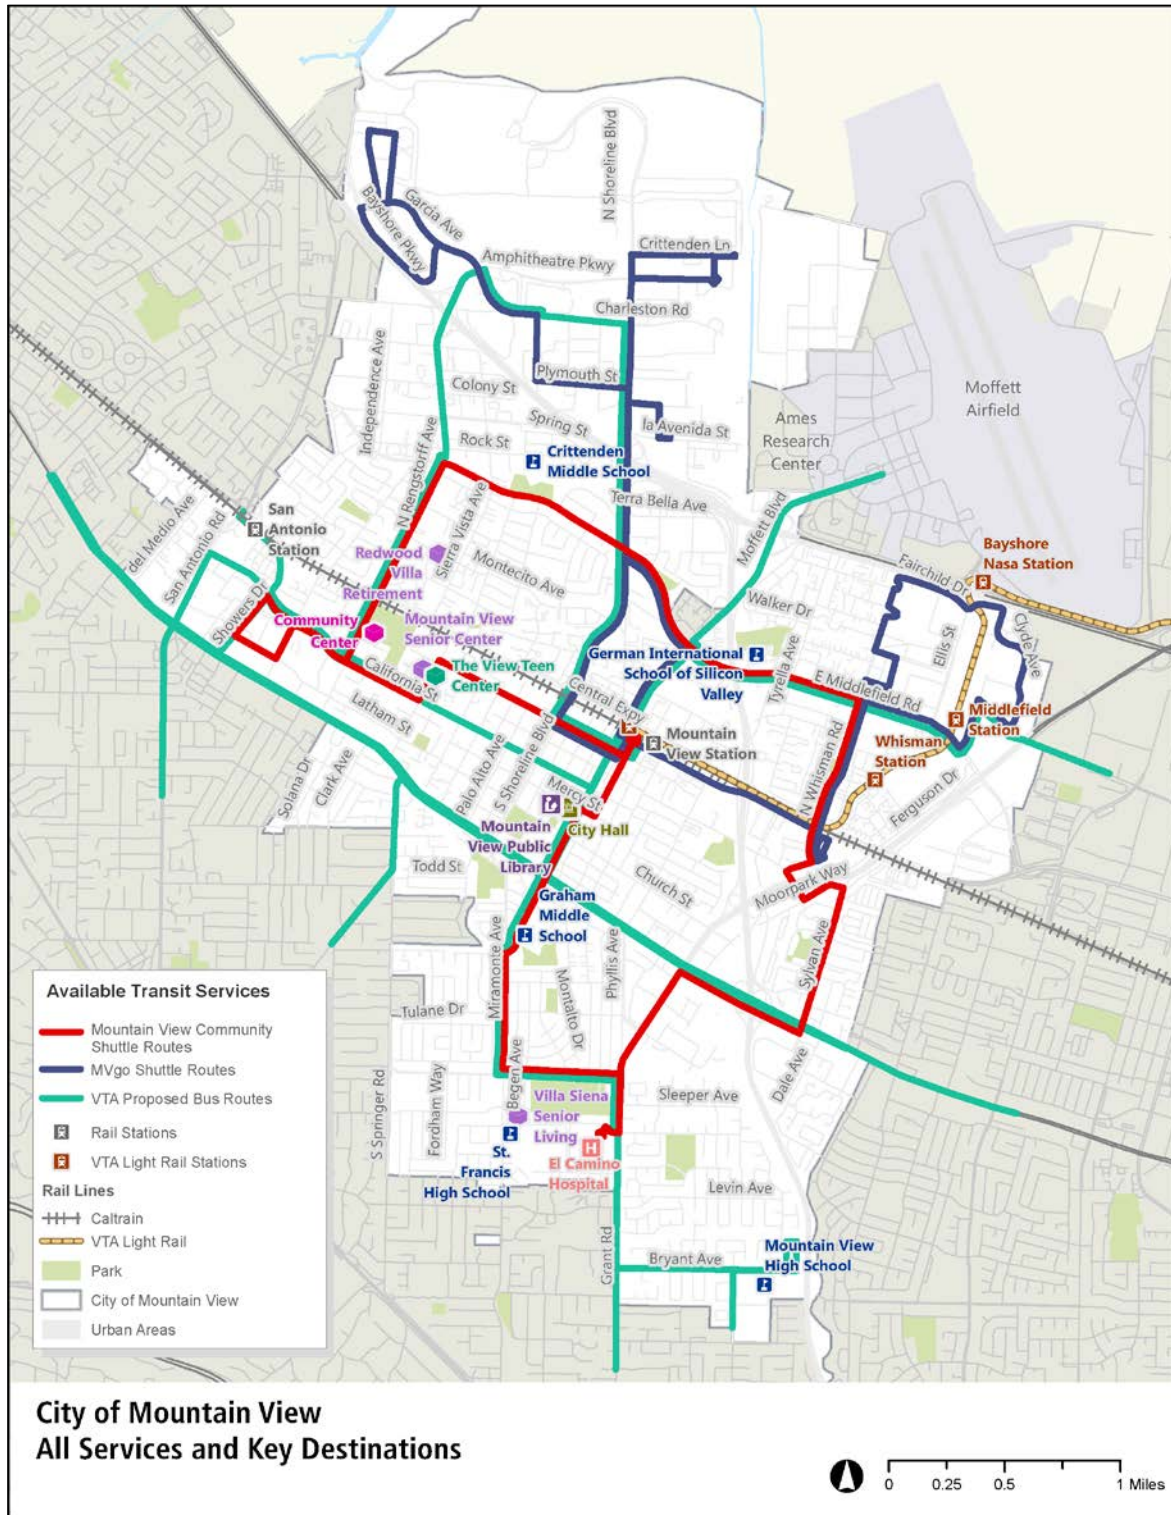 N Shoreline Blvd
Garcia Ave
Bayshore Pkwy
Crittenden Ln
Amphitheatre Pkwy
Charleston Rd
Independence Ave
Plymouth St
Colony St
Moffett
Airfield
Spring St
la Avenida St
Ames
Research
Center
N Rengstorff Ave
Rock St
Crittenden
Middle School
Terra Bella Ave
del Medio Ave
San Antonio Rd
San
Antonio
Station
Sierra Vista Ave
Moffett Blvd
Bayshore
Nasa Station
Redwood
Villa
Retirement
Montecito Ave
Fairchild Dr
Showers Dr
Walker Dr
Community
Center
Mountain View
Senior Center
Ellis St
Clyde Ave
The View Teen
Center
German International
School of Silicon
Valley
Tyrella Ave
E Middlefield Rd
California St
Central Expy
Latham St
Middlefield
Station
Mountain
View Station
Whisman
Station
N Whisman Rd
Palo Alto Ave
S Shoreline Blvd
Solana Dr
Clark Ave
Mercy St
Ferguson Dr
City Hall
Mountain
View Public
Library
Todd St
Church St
Moorpark Way
Graham
Middle
School
Miramonte Ave
Phyllis Ave
Sylvan Ave
Montalto Dr
Tulane Dr
Available Transit Services
Mountain View Community
Shuttle Routes
MVgo Shuttle Routes
VTA Proposed Bus Routes
Rail Stations
VTA Light Rail Stations
Rail Lines
Caltrain
VTA Light Rail
Park
City of Mountain View
Urban Areas
S Springer Rd
Fordham Way
Begen Ave
Dale Ave
Sleeper Ave
Villa Siena
Senior
Living
St.
Francis
High School
H
El Camino
Hospital
Levin Ave
Grant Rd
Bryant Ave
Mountain View
High School
City of Mountain View
All Services and Key Destinations
0 0.25 0.5 1 Miles